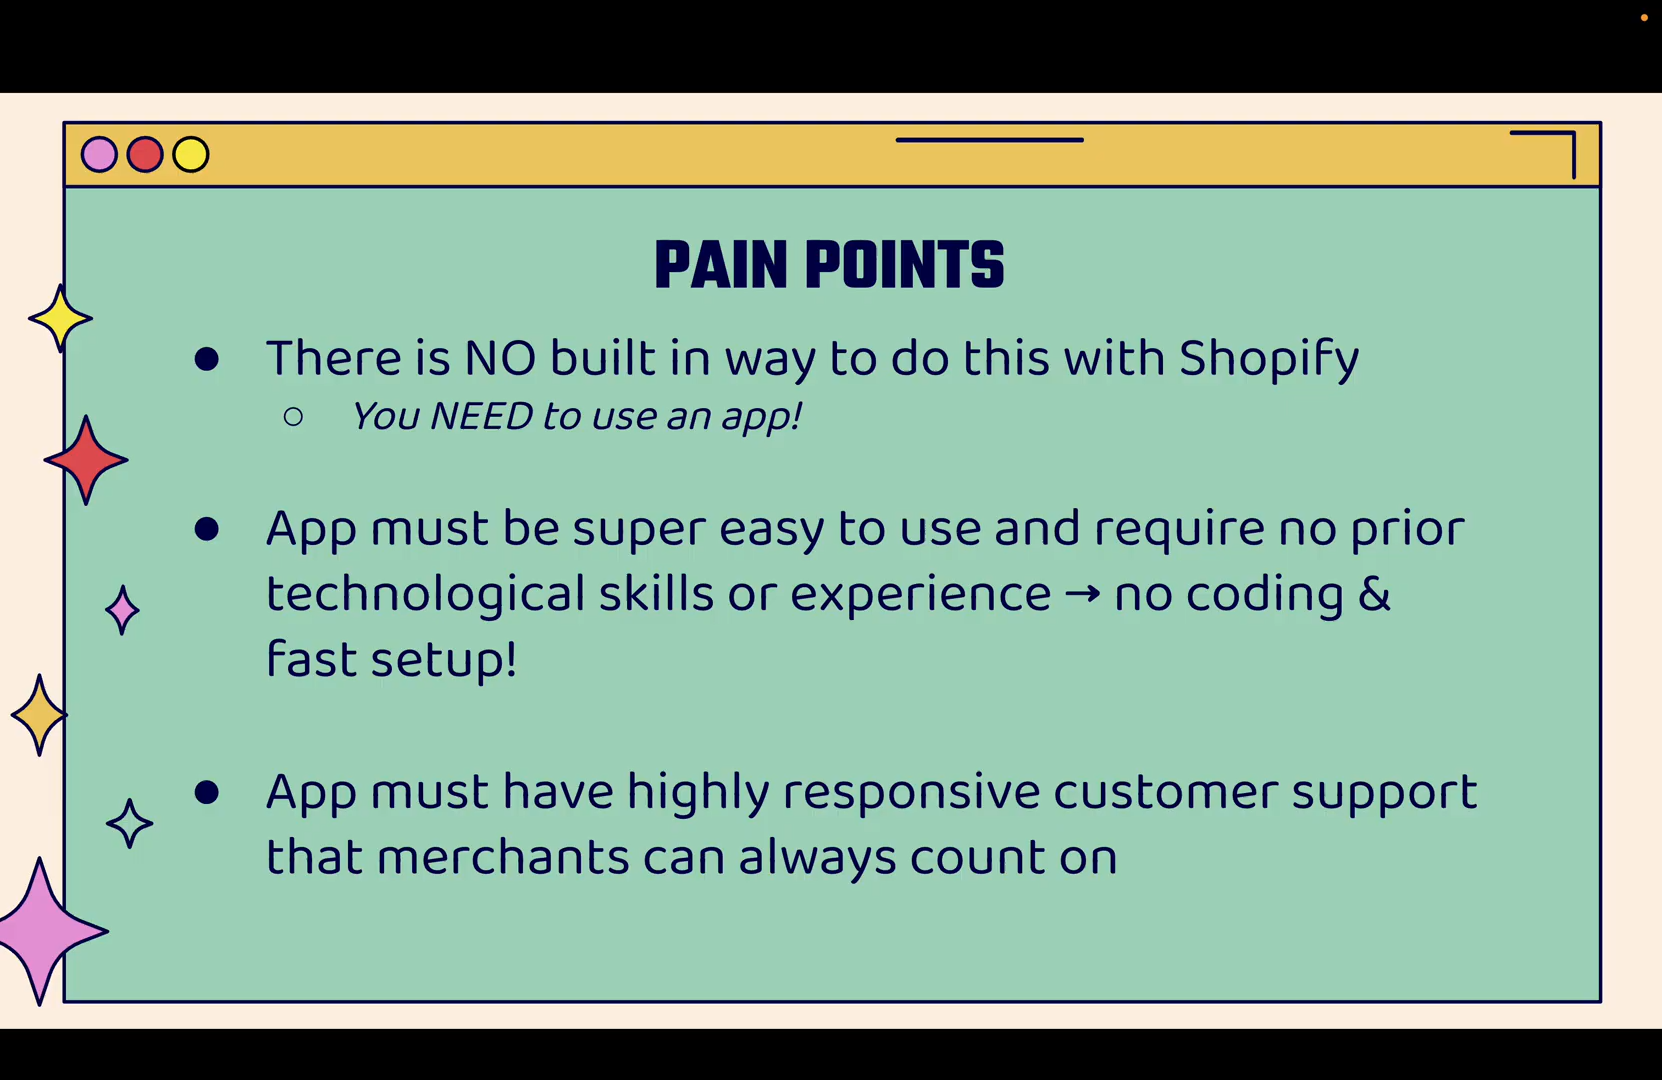 PAIN POINTS
● There is NO built in way to do this with Shopify
○ You NEED to use an app!
● App must be super easy to use and require no prior
technological skills or experience → no coding &
fast setup!
● App must have highly responsive customer support
that merchants can always count on